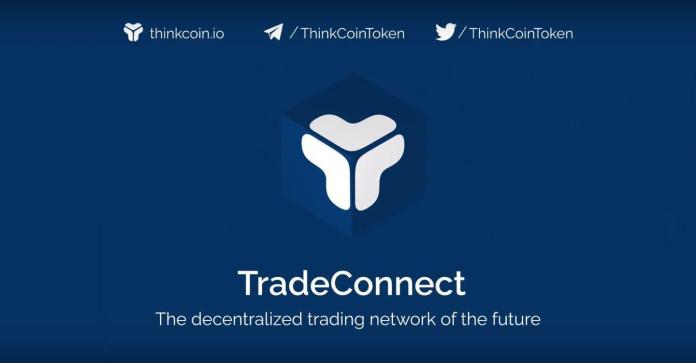 thinkcoin.io /ThinkCoinToken /ThinkCoinToken
TradeConnect
The decentralized trading network of the future